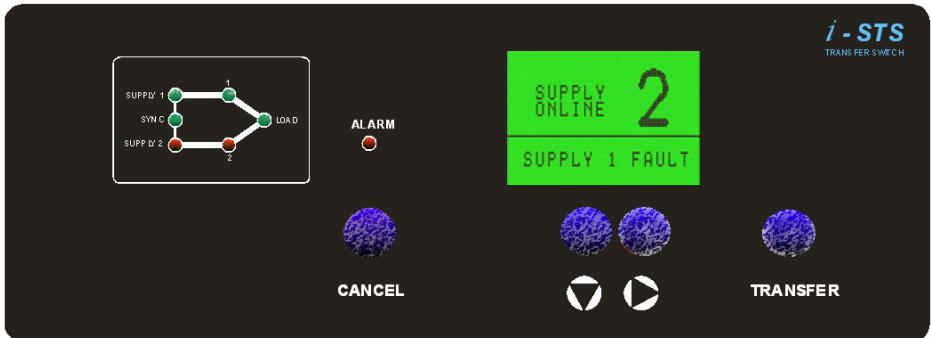 i - STS
TRANSFER SWITCH
1
SUPPLY 1
SYNC
LOAD
SUPPLY 2
2
ALARM
SUPPLY
ONLINE
2
SUPPLY 1 FAULT
CANCEL
TRANSFER